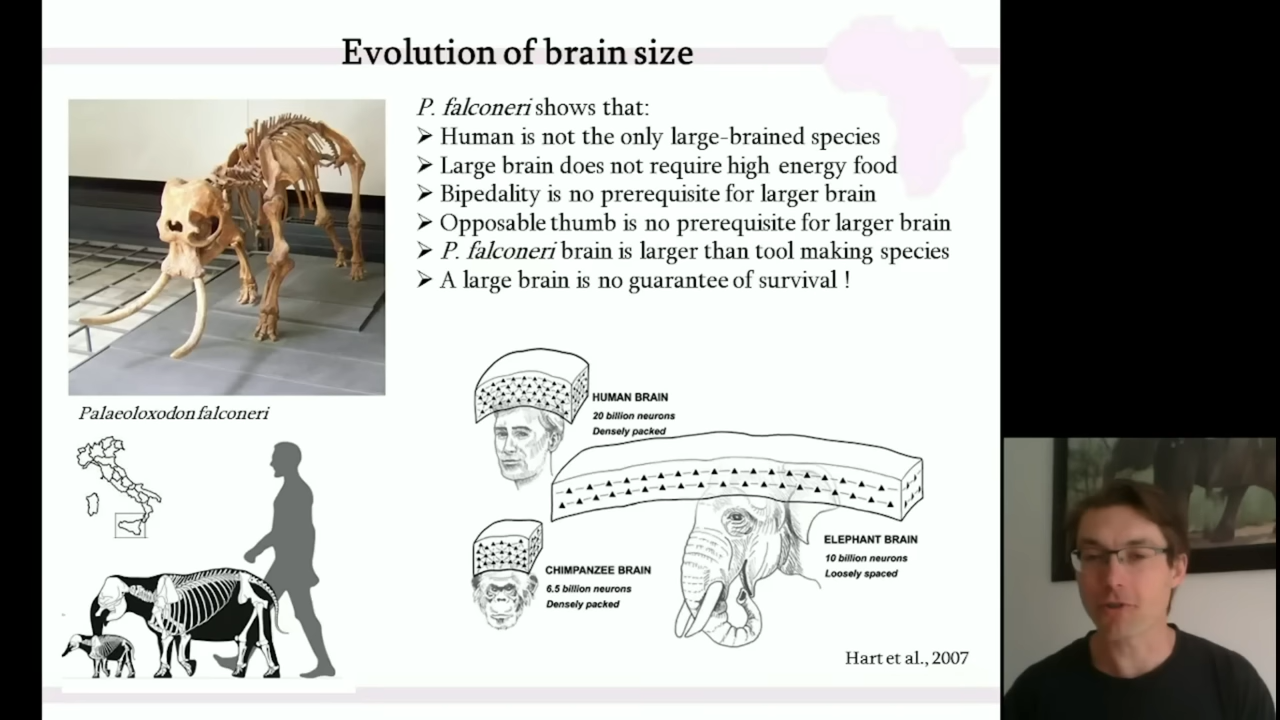 Evolution of brain size
P. falconeri shows that:
➢ Human is not the only large-brained species
➢ Large brain does not require high energy food
➢ Bipedality is no prerequisite for larger brain
➢ Opposable thumb is no prerequisite for larger brain
➢ P. falconeri brain is larger than tool making species
➢ A large brain is no guarantee of survival !
Palaeoloxodon falconeri
HUMAN BRAIN
20 billion neurons
Densely packed
ELEPHANT BRAIN
10 billion neurons
Loosely spaced
CHIMPANZEE BRAIN
6.5 billion neurons
Densely packed
Hart et al., 2007